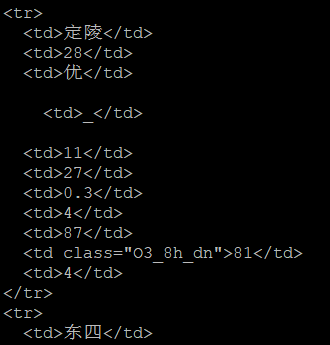 <tr>
<td>定陵</td>
<td>28</td>
<td>优</td>
<td>_</td>
<td>11</td>
<td>27</td>
<td>0.3</td>
<td>4</td>
<td>87</td>
<td class="O3_8h_dn">81</td>
<td>4</td>
</tr>
<tr>
<td>东四</td>